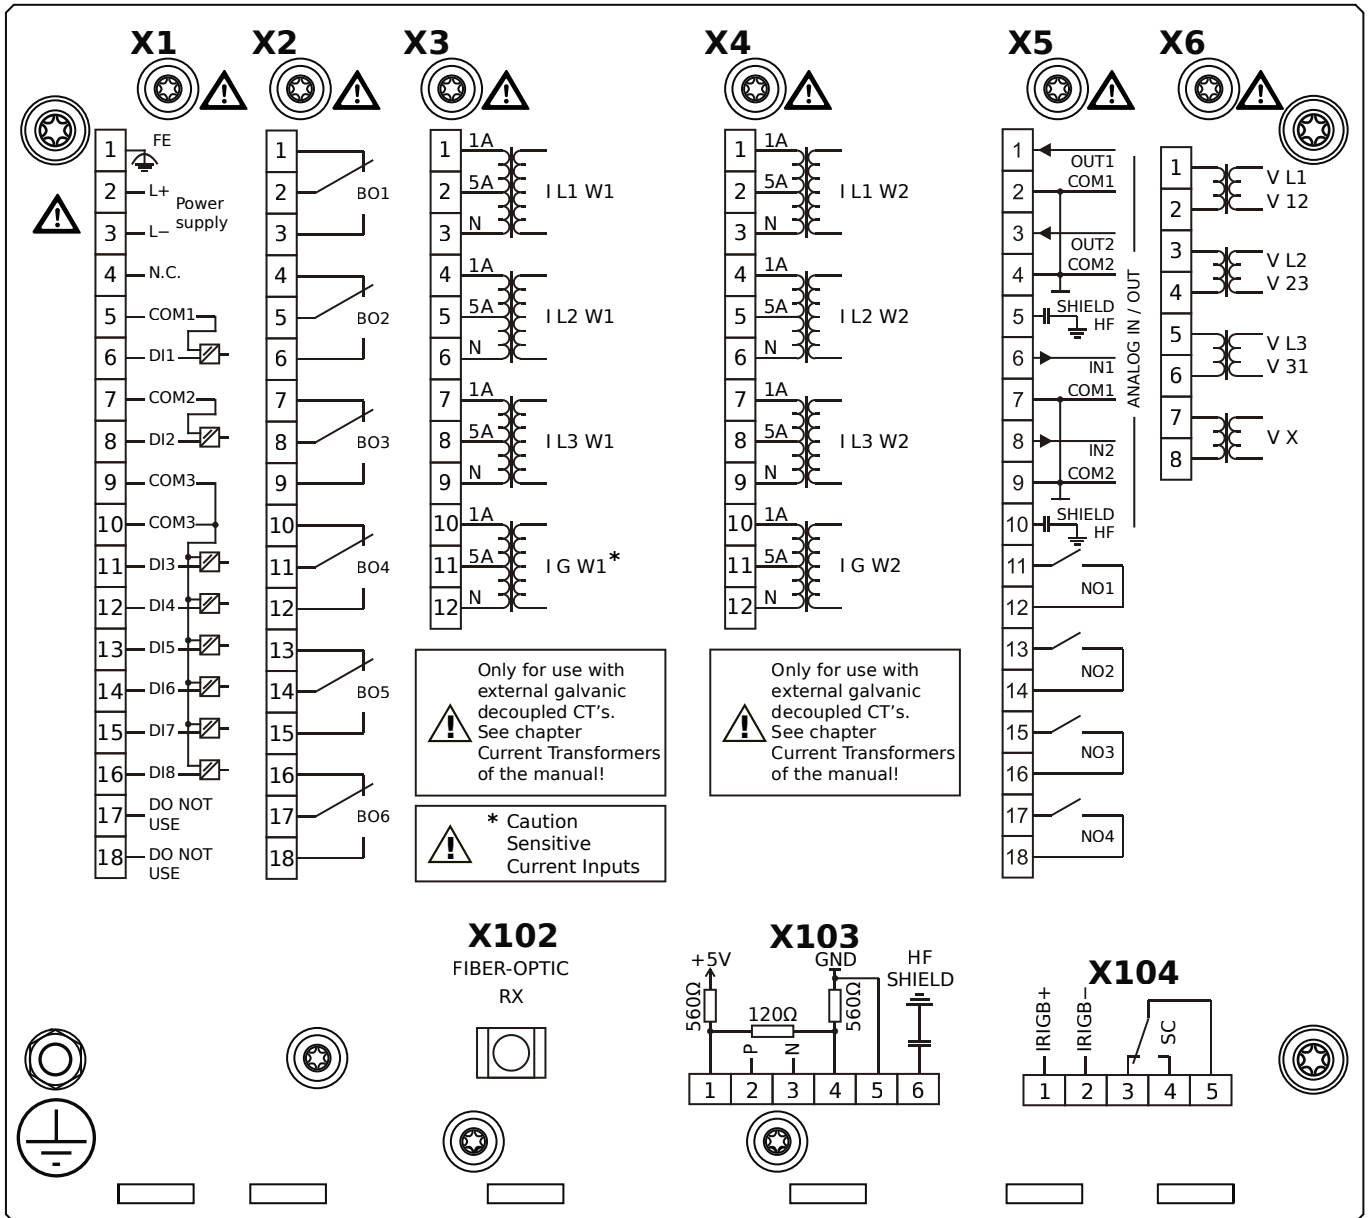 X1
X2
X3
X4
X5
X6
1 FE
2 L+
Power
supply
3 L−
4 N.C.
5 COM1
6 DI1
7 COM2
8 DI2
9 COM3
10 COM3
11 DI3
12 DI4
13 DI5
14 DI6
15 DI7
16 DI8
17 DO NOT
USE
18 DO NOT
USE
1
2 BO1
3
4
5 BO2
6
7
8 BO3
9
10
11 BO4
12
13
14 BO5
15
16
17 BO6
18
1 1A
2 5A I L1 W1
3 N
4 1A
5 5A I L2 W1
6 N
7 1A
8 5A I L3 W1
9 N
10 1A
11 5A I G W1*
12 N
Only for use with
external galvanic
decoupled CT's.
See chapter
Current Transformers
of the manual!
* Caution
Sensitive
Current Inputs
1 1A
2 5A I L1 W2
3 N
4 1A
5 5A I L2 W2
6 N
7 1A
8 5A I L3 W2
9 N
10 1A
11 5A I G W2
12 N
Only for use with
external galvanic
decoupled CT's.
See chapter
Current Transformers
of the manual!
1
OUT1
2 COM1
3
OUT2
4 COM2
5 SHIELD
HF
6
IN1
7 COM1
8
IN2
9 COM2
10 SHIELD
HF
ANALOG IN / OUT
11
NO1
12
13
NO2
14
15
NO3
16
17
NO4
18
1 V L1
2 V 12
3 V L2
4 V 23
5 V L3
6 V 31
7
V X
8
X102
FIBER-OPTIC
RX
X103
+5V
GND
HF
SHIELD
560Ω
120Ω
560Ω
P
N
1 2 3 4 5 6
X104
IRIGB+
IRIGB−
SC
1 2 3 4 5